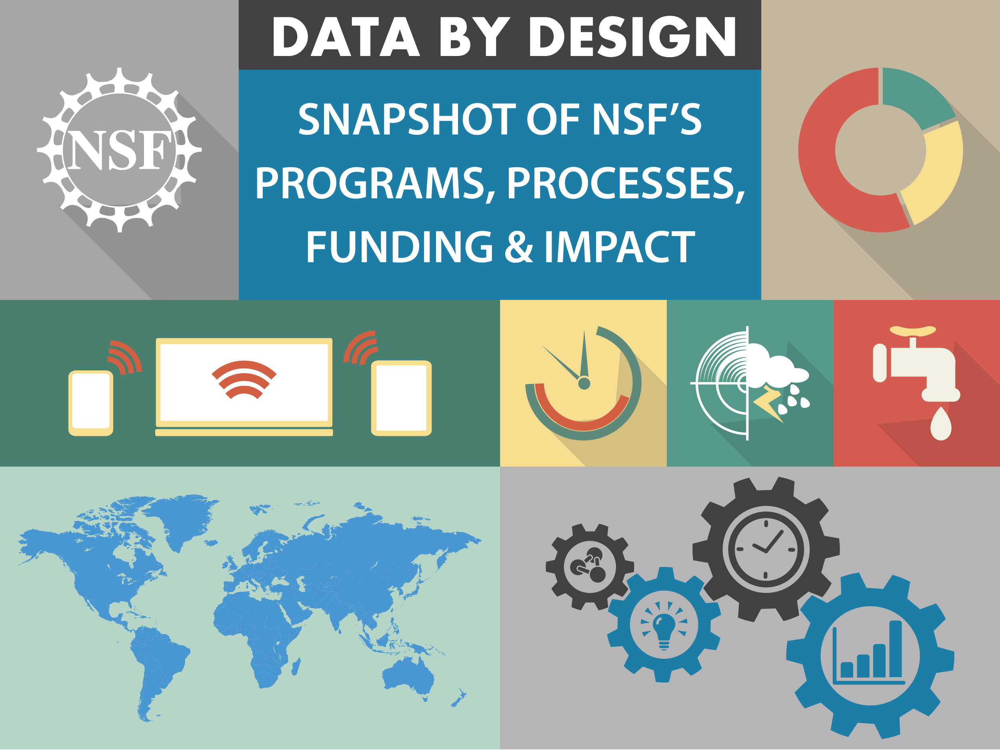 DATA BY DESIGN
NSF
SNAPSHOT OF NSF'S
PROGRAMS, PROCESSES,
FUNDING & IMPACT